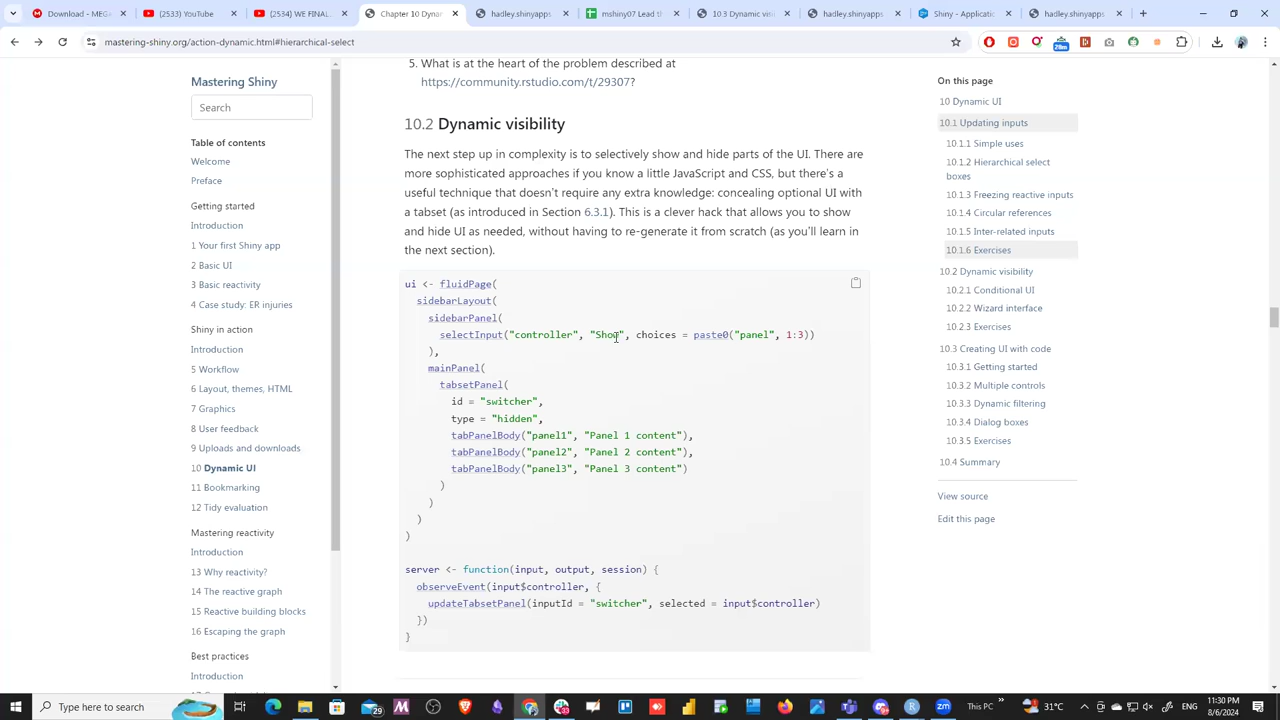 Download - MEGA
(2533) YouTube
(2534) WE FINAL
Chapter 10 Dynami
hadley.shinyapps
mshiny07 Lead th
10.3 Dynamic visi
hadley.shinyapps
Shiny - Applicatio
hadley.shinyapps
mastering-shiny.org/action-dynamic.html#hierarchical-select
Mastering Shiny
Search
Table of contents
Welcome
Preface
Getting started
Introduction
1 Your first Shiny app
2 Basic UI
3 Basic reactivity
4 Case study: ER injuries
Shiny in action
Introduction
5 Workflow
6 Layout, themes, HTML
7 Graphics
8 User feedback
9 Uploads and downloads
10 Dynamic UI
11 Bookmarking
12 Tidy evaluation
Mastering reactivity
Introduction
13 Why reactivity?
14 The reactive graph
15 Reactive building blocks
16 Escaping the graph
Best practices
Introduction
5. What is at the heart of the problem described at
https://community.rstudio.com/t/29307?
10.2 Dynamic visibility
The next step up in complexity is to selectively show and hide parts of the UI. There are
more sophisticated approaches if you know a little JavaScript and CSS, but there's a
useful technique that doesn't require any extra knowledge: concealing optional UI with
a tabset (as introduced in Section 6.3.1). This is a clever hack that allows you to show
and hide UI as needed, without having to re-generate it from scratch (as you'll learn in
the next section).
ui <- fluidPage(
sidebarLayout(
sidebarPanel(
selectInput("controller", "Show", choices = paste0("panel", 1:3))
),
mainPanel(
tabsetPanel(
id = "switcher",
type = "hidden",
tabPanelBody("panel1", "Panel 1 content"),
tabPanelBody("panel2", "Panel 2 content"),
tabPanelBody("panel3", "Panel 3 content")
)
)
)
)
server <- function(input, output, session) {
observeEvent(input$controller, {
updateTabsetPanel(inputId = "switcher", selected = input$controller)
})
}
On this page
10 Dynamic UI
10.1 Updating inputs
10.1.1 Simple uses
10.1.2 Hierarchical select
boxes
10.1.3 Freezing reactive inputs
10.1.4 Circular references
10.1.5 Inter-related inputs
10.1.6 Exercises
10.2 Dynamic visibility
10.2.1 Conditional UI
10.2.2 Wizard interface
10.2.3 Exercises
10.3 Creating UI with code
10.3.1 Getting started
10.3.2 Multiple controls
10.3.3 Dynamic filtering
10.3.4 Dialog boxes
10.3.5 Exercises
10.4 Summary
View source
Edit this page
Type here to search
29
This PC
31°C
ENG
11:30 PM
8/6/2024